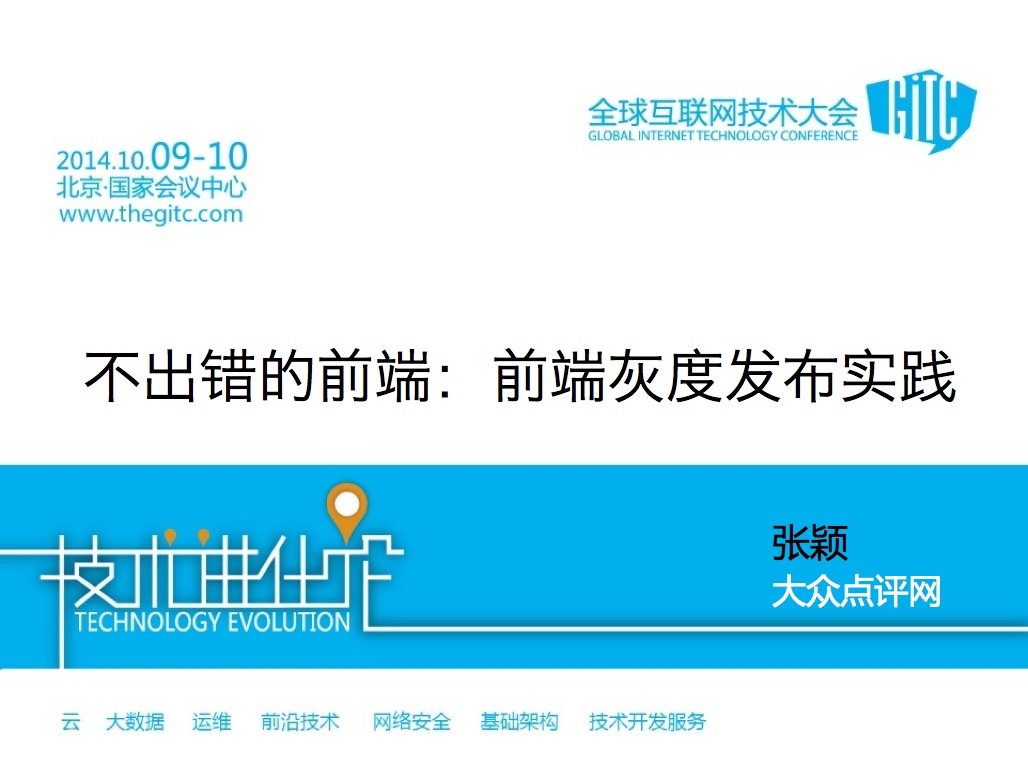 全球互联网技术大会
GLOBAL INTERNET TECHNOLOGY CONFERENCE
GITC
2014.10.09-10
北京·国家会议中心
www.thegitc.com
不出错的前端：前端灰度发布实践
张颖
大众点评网
技术进化论
TECHNOLOGY EVOLUTION
云 大数据 运维 前沿技术 网络安全 基础架构 技术开发服务